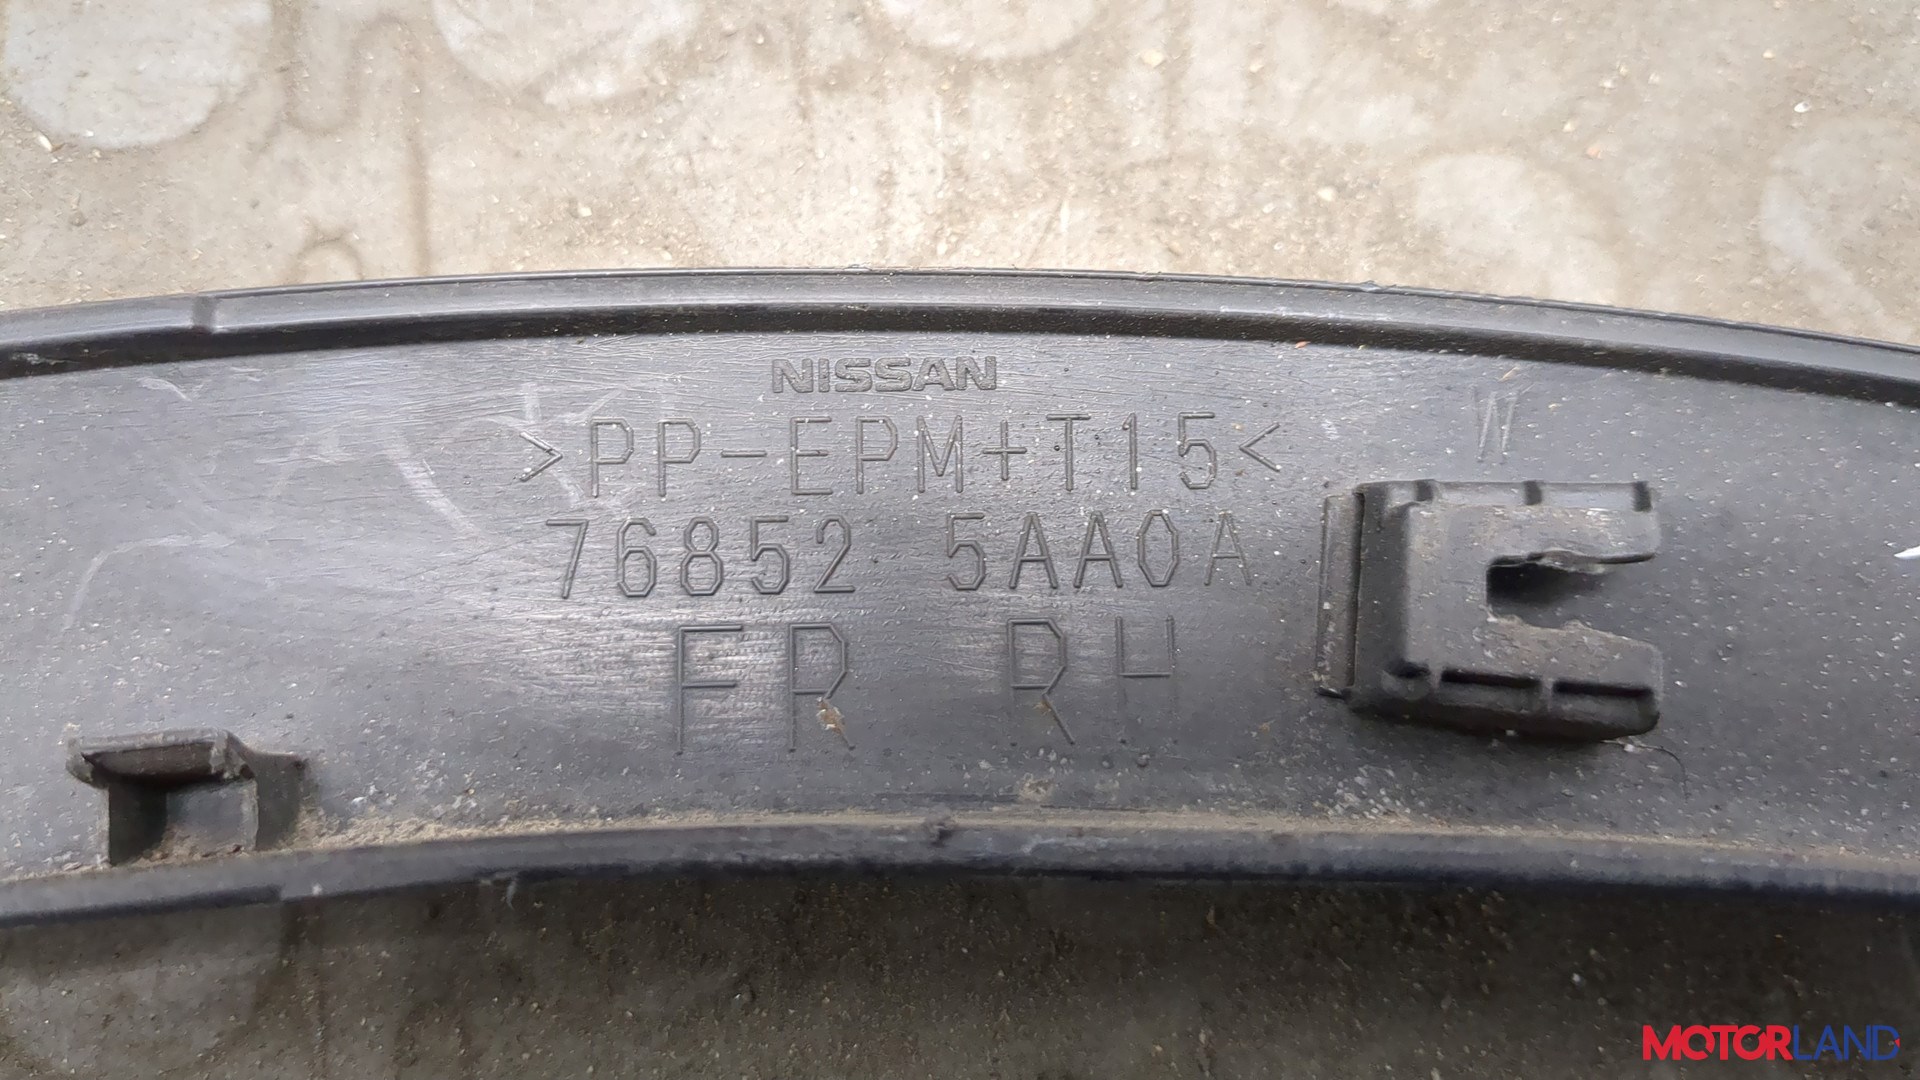 NISSAN
>PP-EPM+T15<
W
76852 5AA0A
FR RH
MOTORLAND